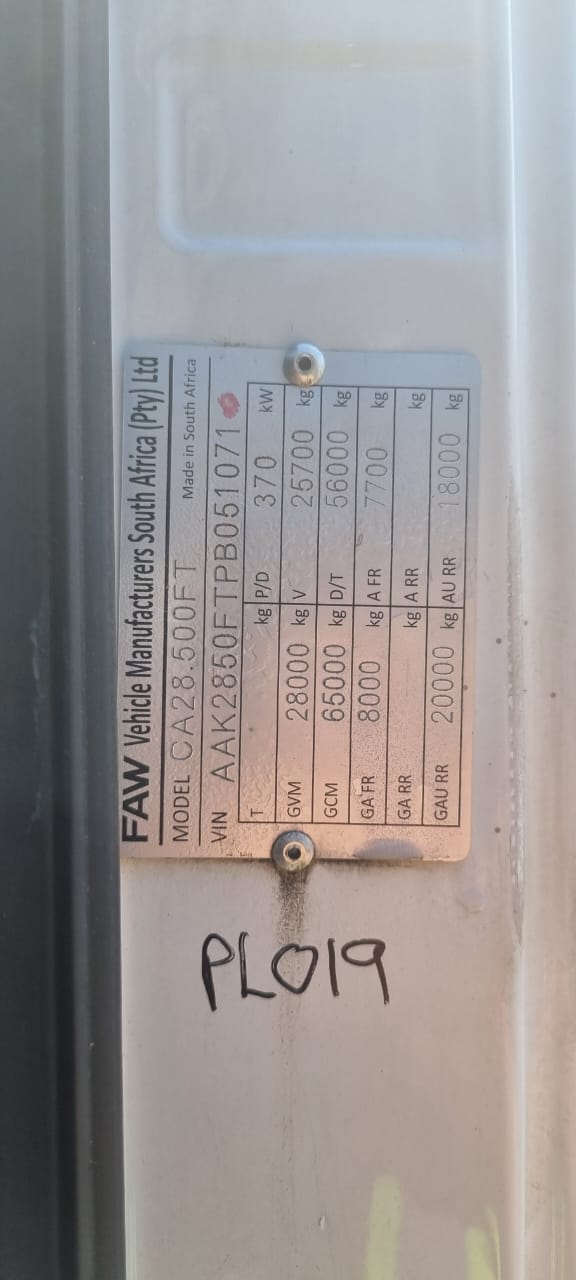 FAW Vehicle Manufacturers South Africa (Pty) Ltd
MODEL CA28.500FT Made in South Africa
VIN AAK2850FTPB051071
T kg P/D 370 kW
GVM 28000 kg V 25700 kg
GCM 65000 kg D/T 56000 kg
GA FR 8000 kg A FR 7700 kg
GA RR kg A RR kg
GAU RR 20000 kg AU RR 18000 kg
PL019